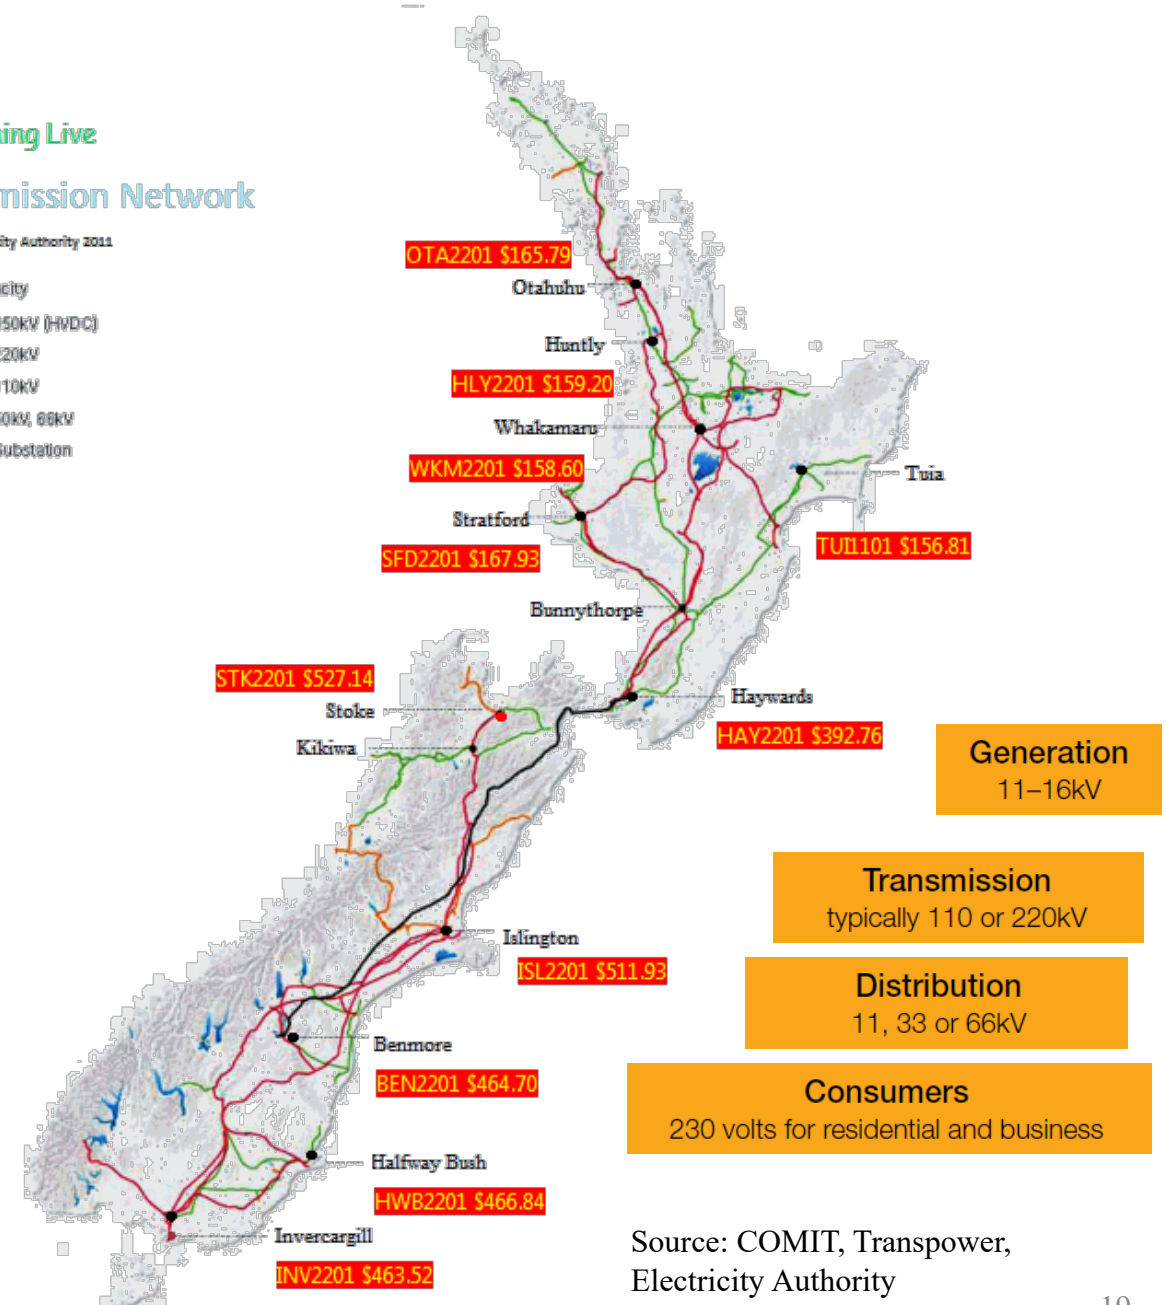 ing Live
mission Network
ity Authority 2011
city
350kV (HVDC)
220kV
110kV
50kV, 66kV
Substation
OTA2201 $165.79
Otahuhu
Huntly
HLY2201 $159.20
Whakamaru
WKM2201 $158.60
Tuia
Stratford
TUI1101 $156.81
SFD2201 $167.93
Bunnythorpe
STK2201 $527.14
Haywards
Stoke
HAY2201 $392.76
Kikiwa
Generation
11–16kV
Transmission
typically 110 or 220kV
Islington
ISL2201 $511.93
Distribution
11, 33 or 66kV
Benmore
BEN2201 $464.70
Consumers
230 volts for residential and business
Halfway Bush
HWB2201 $466.84
Invercargill
INV2201 $463.52
Source: COMIT, Transpower,
Electricity Authority